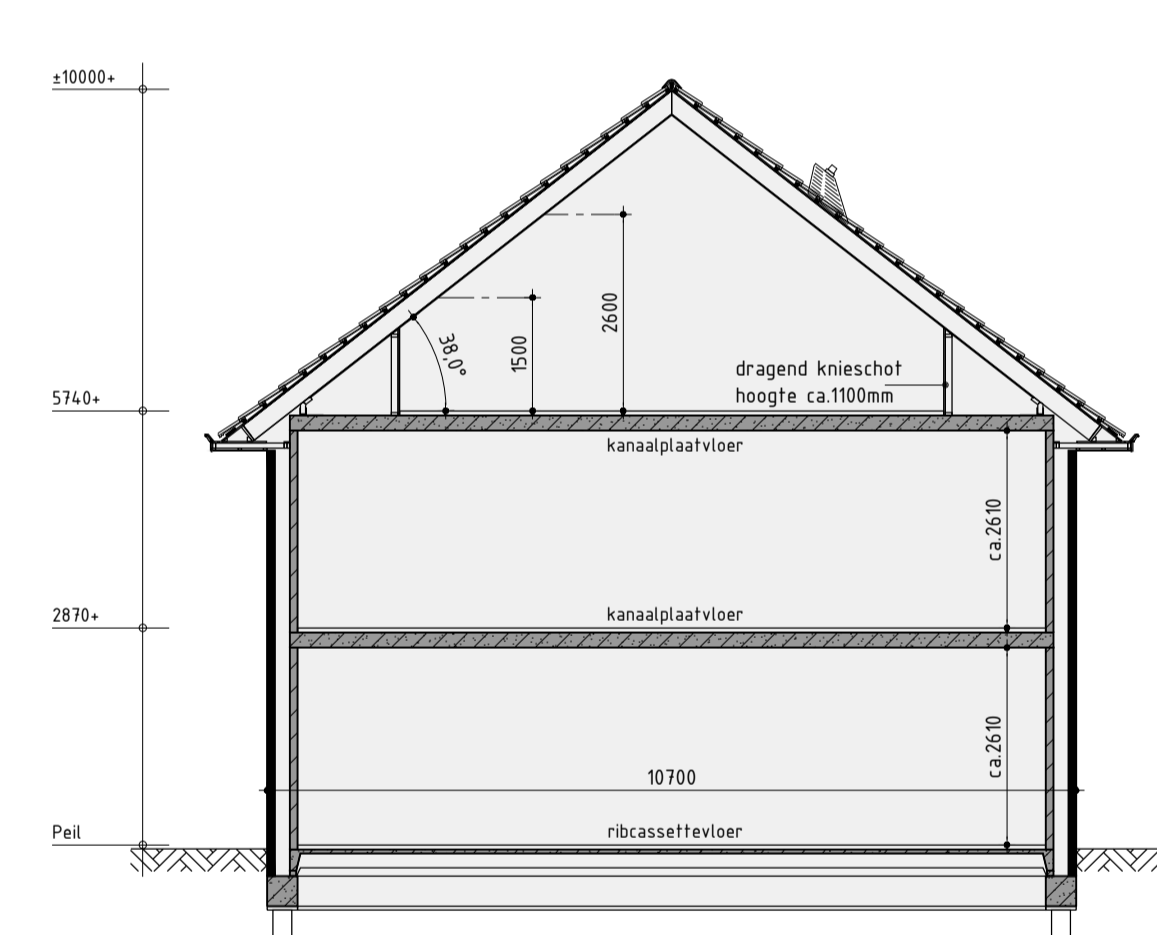 ±10000+
2600
38,0°
1500
dragend knieschot
hoogte ca.1100mm
5740+
kanaalplaatvloer
ca.2610
2870+
kanaalplaatvloer
ca.2610
10700
Peil
ribcassettevloer